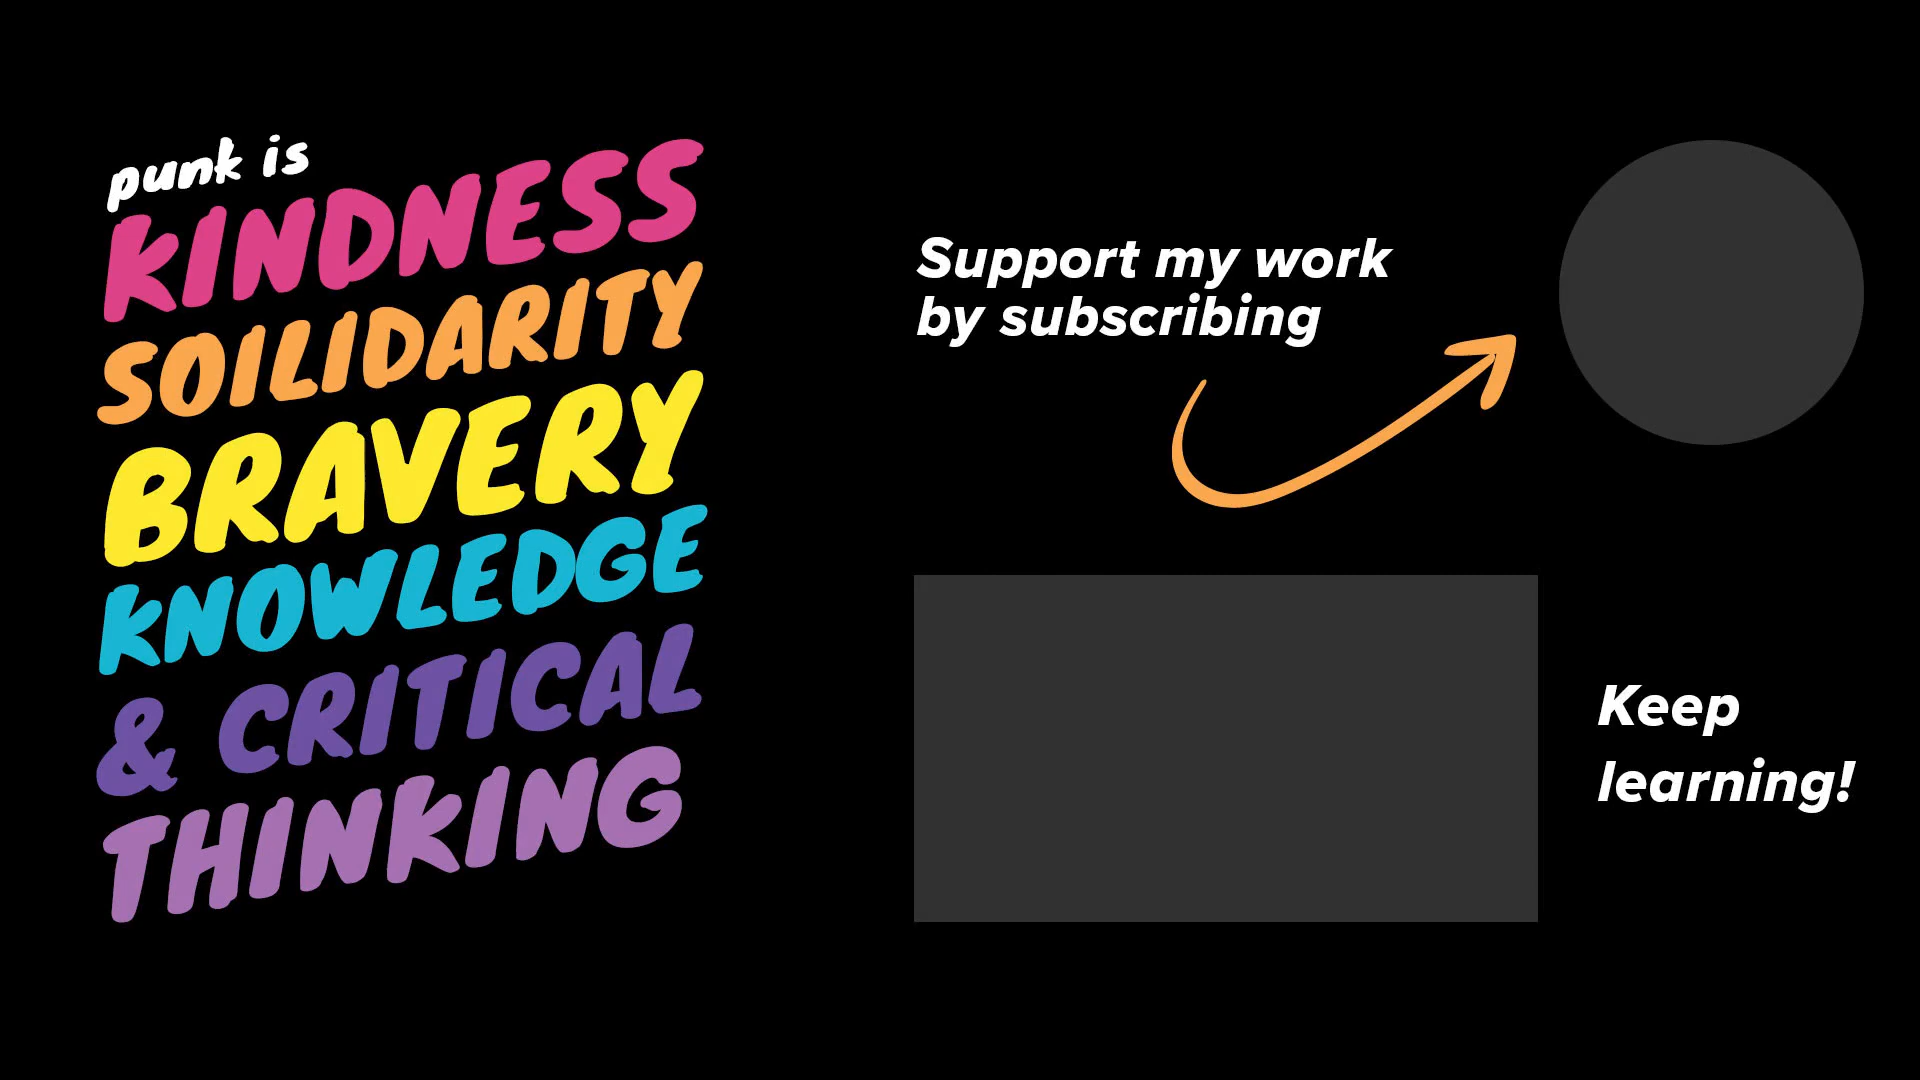 punk is
KINDNESS
SOILIDARITY
BRAVERY
KNOWLEDGE
& CRITICAL
THINKING
Support my work
by subscribing
Keep
learning!